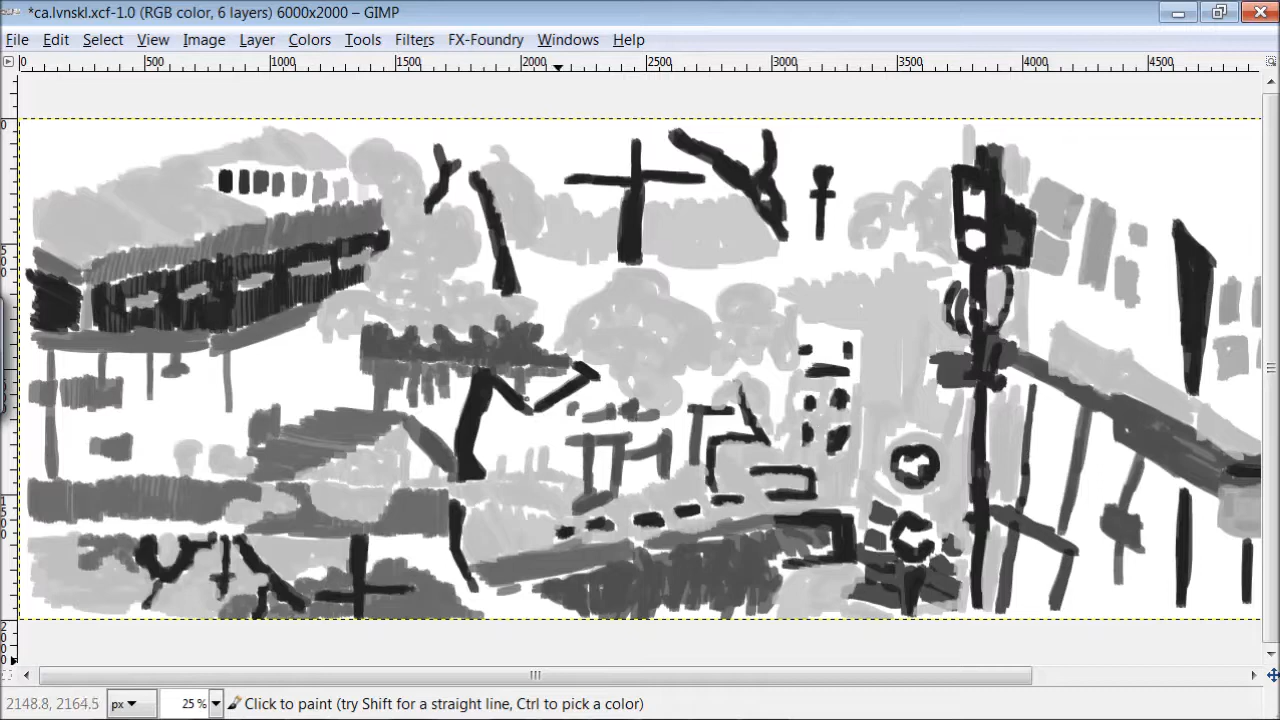 *ca.lvnskl.xcf-1.0 (RGB color, 6 layers) 6000x2000 – GIMP
File Edit Select View Image Layer Colors Tools Filters FX-Foundry Windows Help
0 500 1000 1500 2000 2500 3000 3500 4000 4500
2148.8, 2164.5 px 25 % Click to paint (try Shift for a straight line, Ctrl to pick a color)